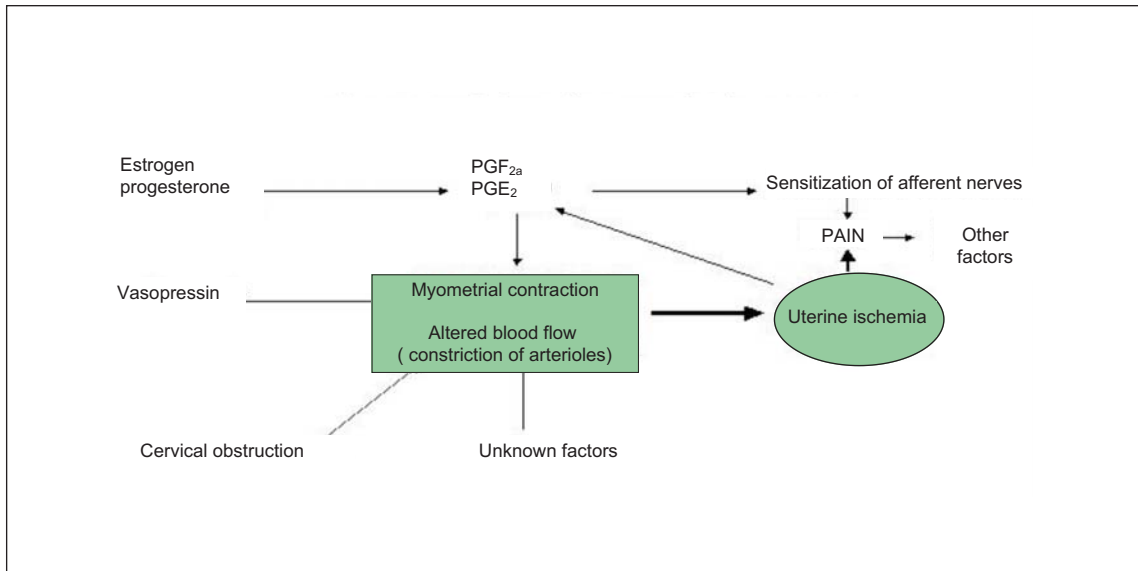 Estrogen
progesterone
PGF2a
PGE2
Sensitization of afferent nerves
PAIN
Other
factors
Vasopressin
Myometrial contraction
Altered blood flow
( constriction of arterioles)
Uterine ischemia
Cervical obstruction
Unknown factors